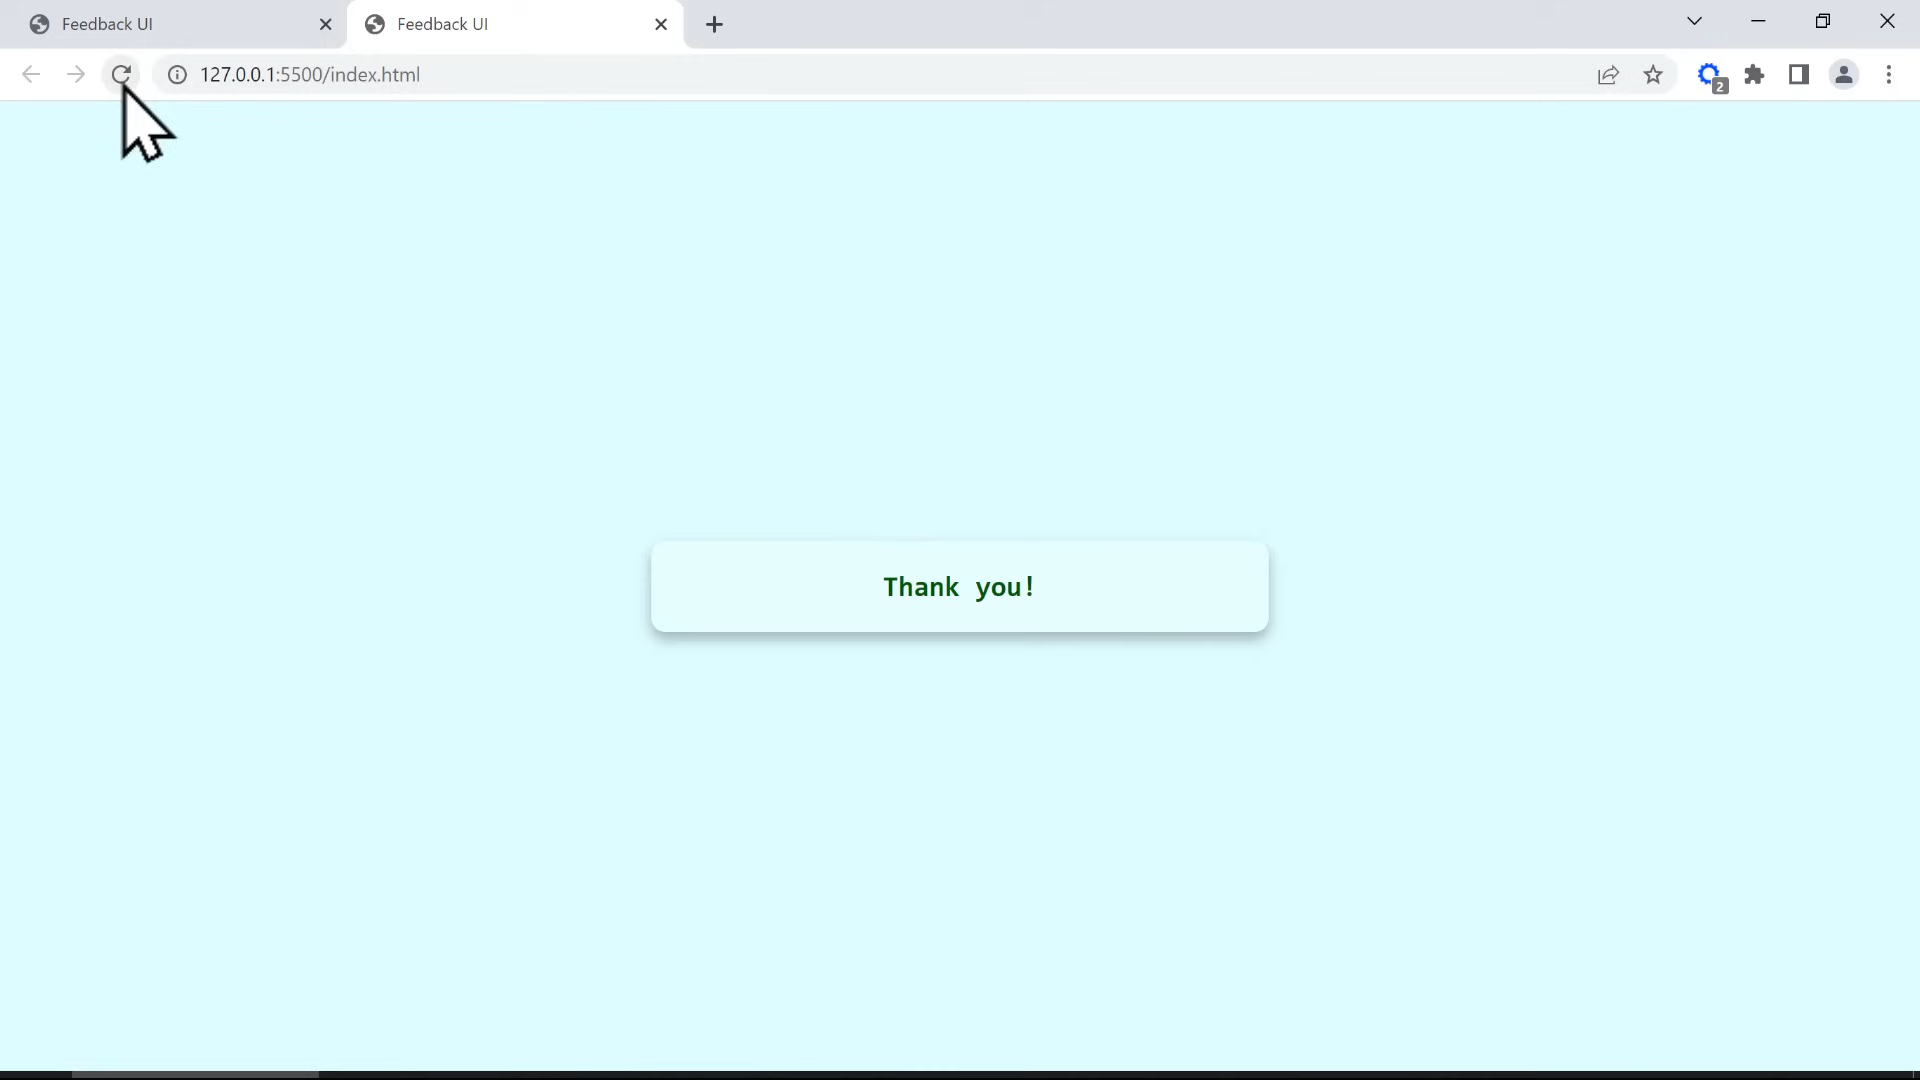 Feedback UI
Feedback UI
127.0.0.1:5500/index.html
2
Thank you!